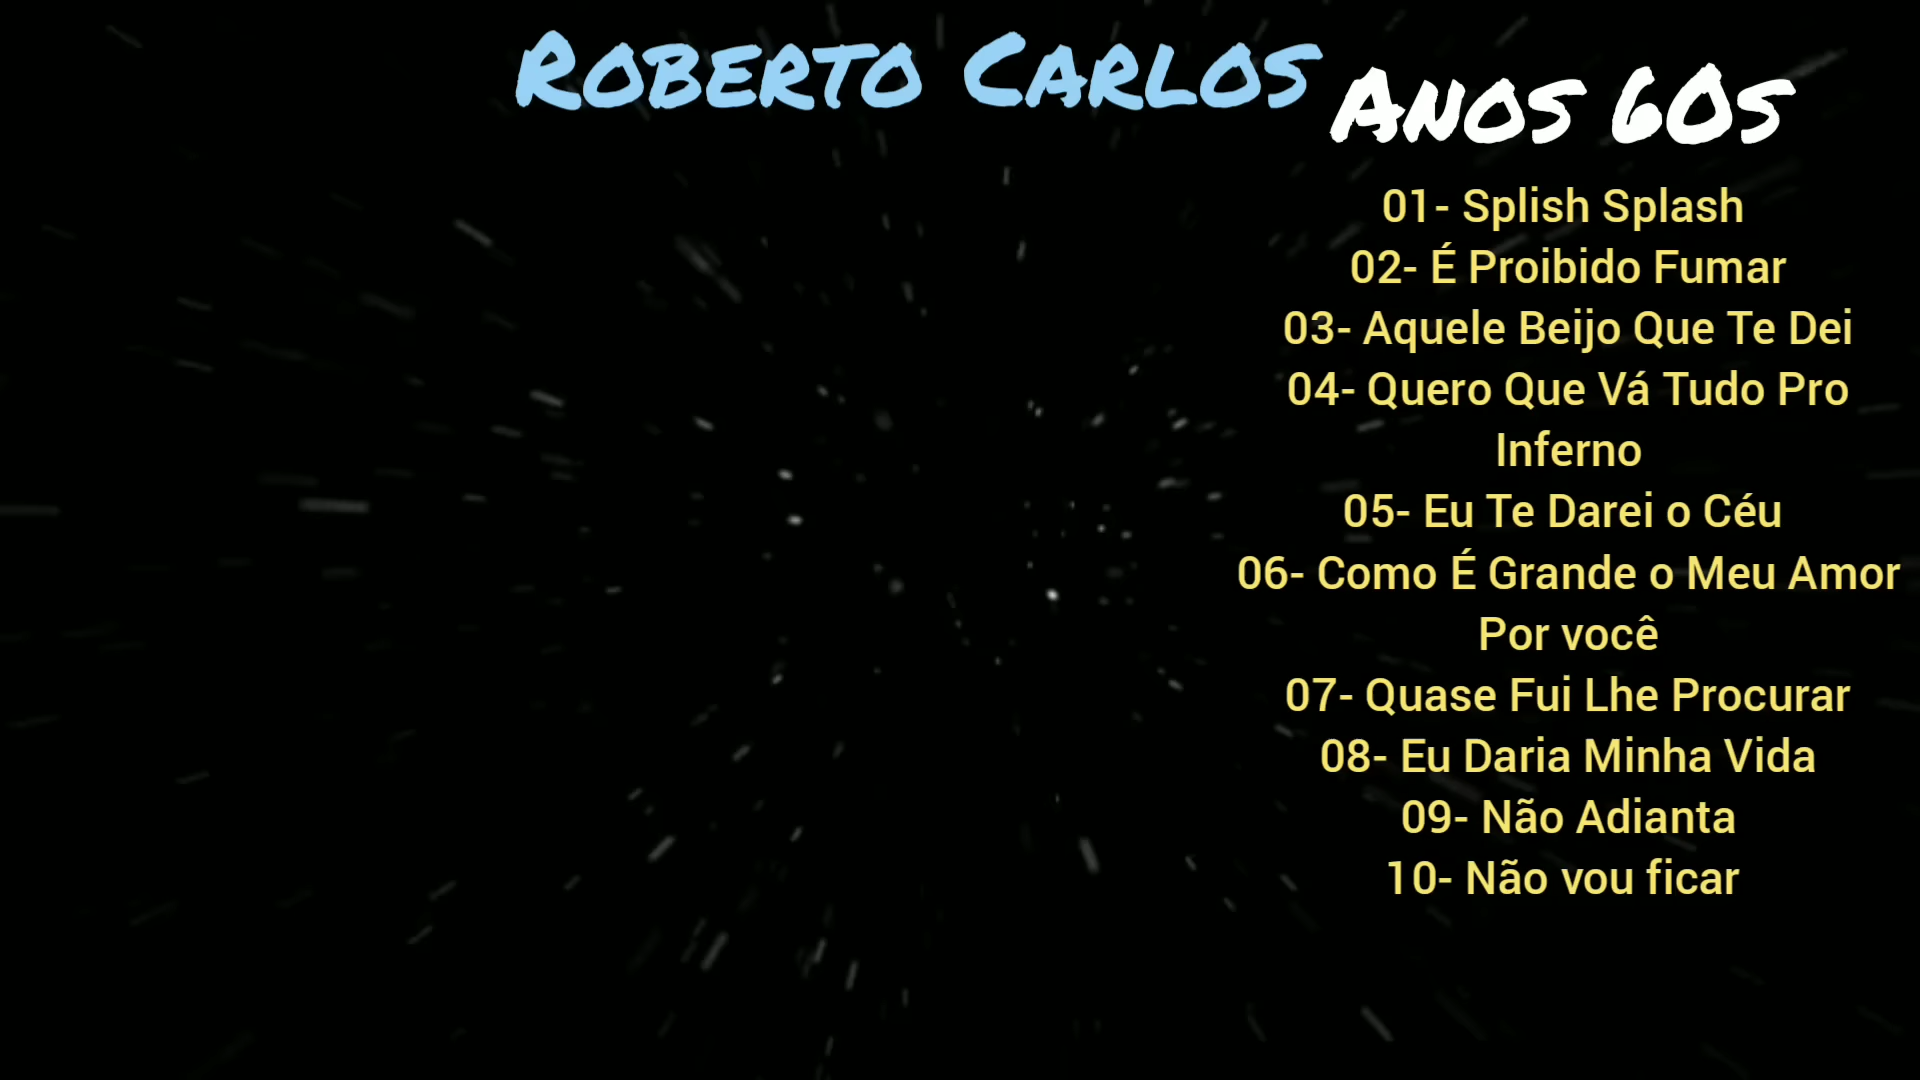 Roberto Carlos
Anos 60s
01- Splish Splash
02- É Proibido Fumar
03- Aquele Beijo Que Te Dei
04- Quero Que Vá Tudo Pro
Inferno
05- Eu Te Darei o Céu
06- Como É Grande o Meu Amor
Por você
07- Quase Fui Lhe Procurar
08- Eu Daria Minha Vida
09- Não Adianta
10- Não vou ficar